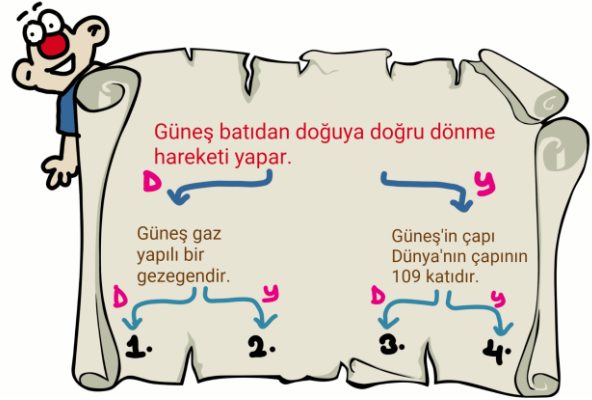 Güneş batıdan doğuya doğru dönme
hareketi yapar.
D
Y
Güneş gaz
yapılı bir
gezegendir.
Güneş'in çapı
Dünya'nın çapının
109 katıdır.
D
y
D
y
1.
2.
3.
4.